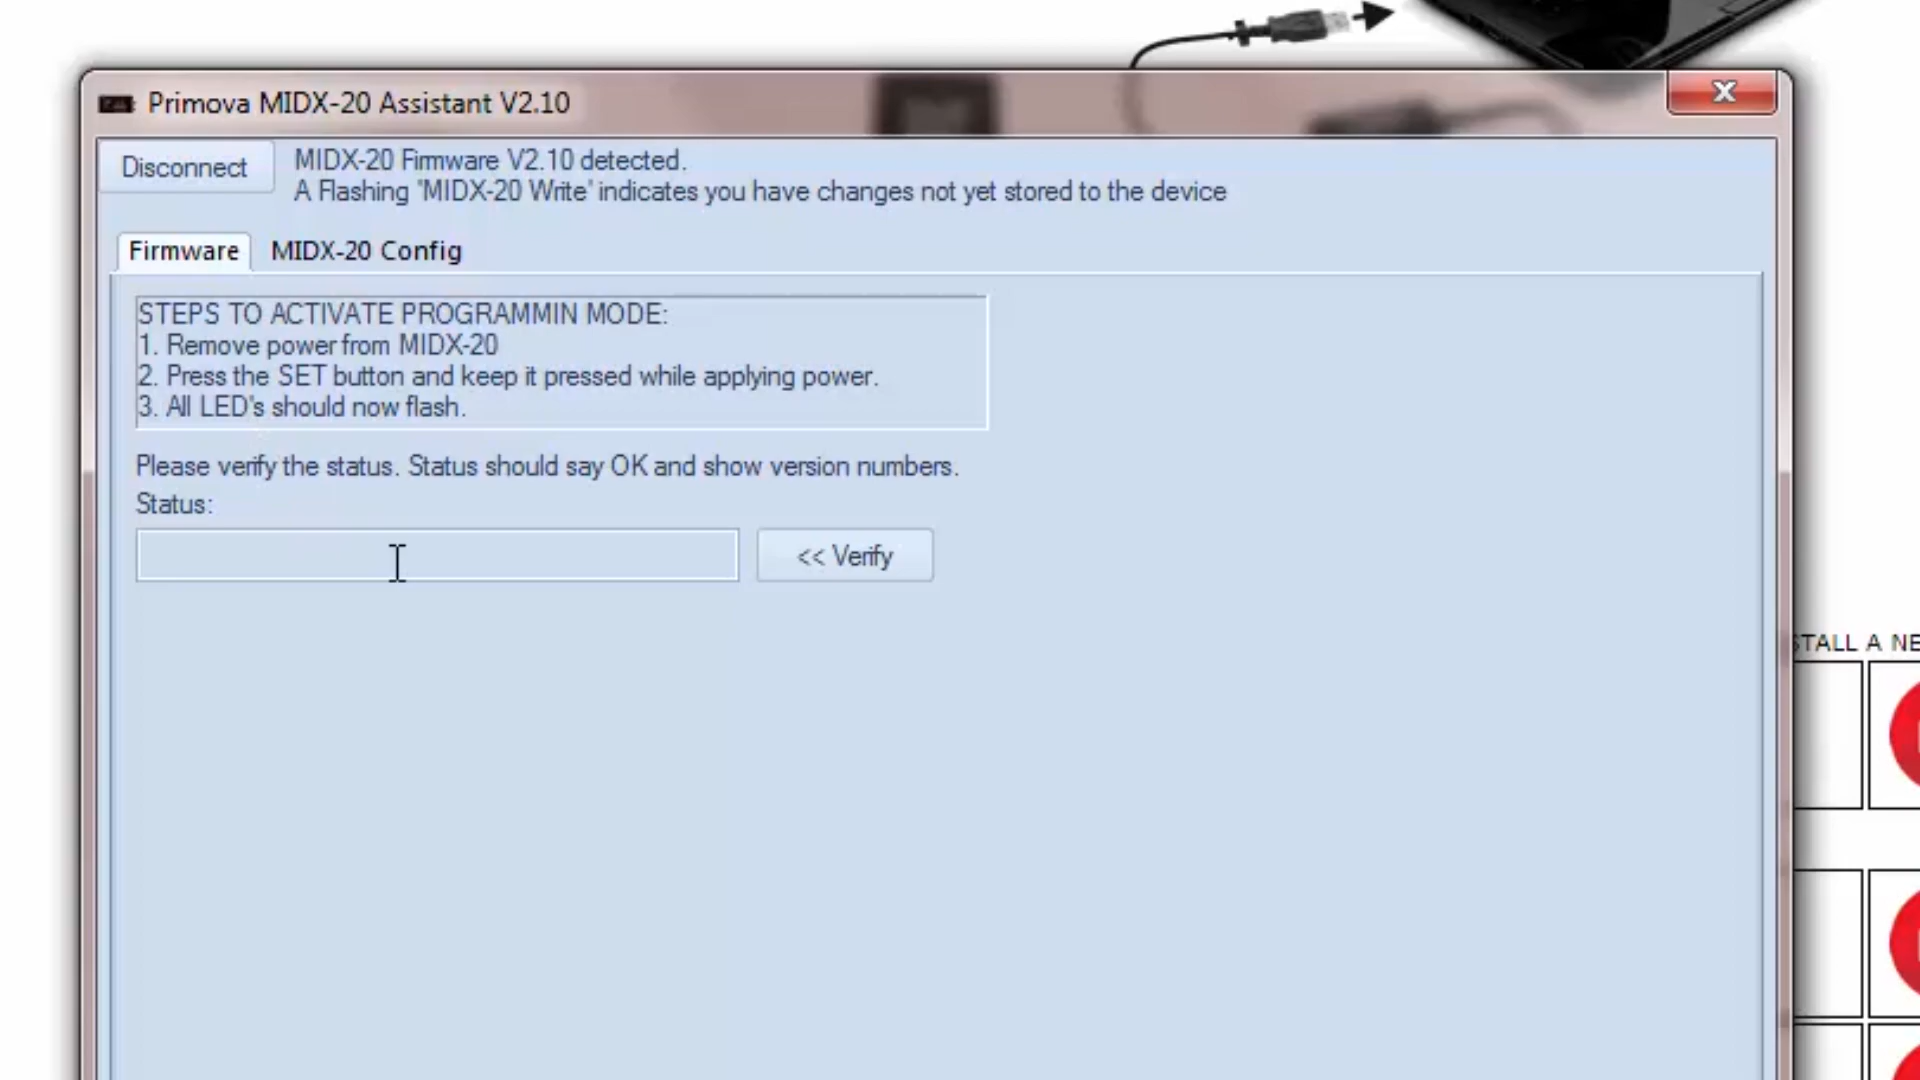 Primova MIDX-20 Assistant V2.10
Disconnect
MIDX-20 Firmware V2.10 detected.
A Flashing 'MIDX-20 Write' indicates you have changes not yet stored to the device
Firmware
MIDX-20 Config
STEPS TO ACTIVATE PROGRAMMIN MODE:
1. Remove power from MIDX-20
2. Press the SET button and keep it pressed while applying power.
3. All LED's should now flash.
Please verify the status. Status should say OK and show version numbers.
Status:
<< Verify
STALL A NE